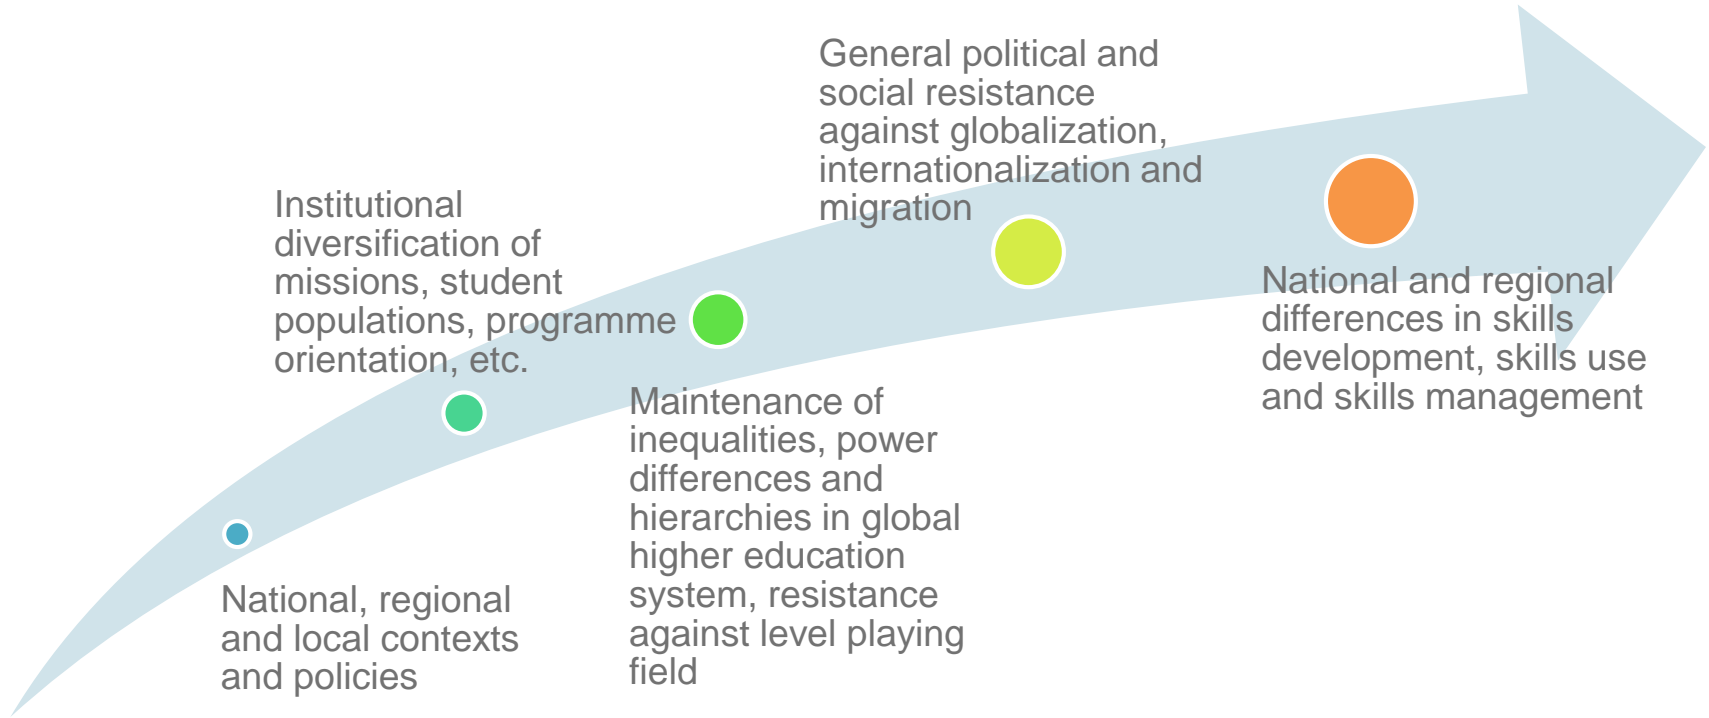 General political and
social resistance
against globalization,
internationalization and
migration
Institutional
diversification of
missions, student
populations, programme
orientation, etc.
National and regional
differences in skills
development, skills use
and skills management
Maintenance of
inequalities, power
differences and
hierarchies in global
higher education
system, resistance
against level playing
field
National, regional
and local contexts
and policies